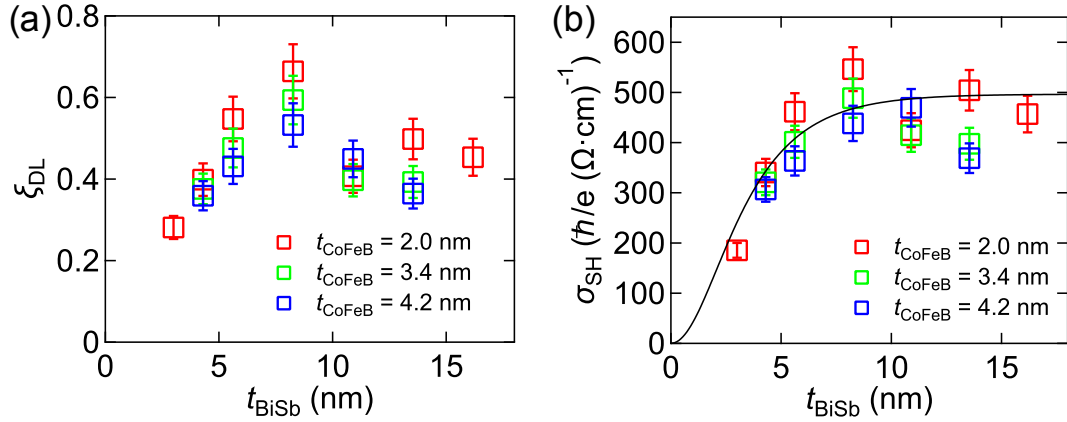 (a)
ξDL
0.8
0.6
0.4
0.2
0
0 5 10 15
tBiSb (nm)
tCoFeB = 2.0 nm
tCoFeB = 3.4 nm
tCoFeB = 4.2 nm
(b)
σSH (ħ/e (Ω·cm)⁻¹
600
500
400
300
200
100
0
0 5 10 15
tBiSb (nm)
tCoFeB = 2.0 nm
tCoFeB = 3.4 nm
tCoFeB = 4.2 nm